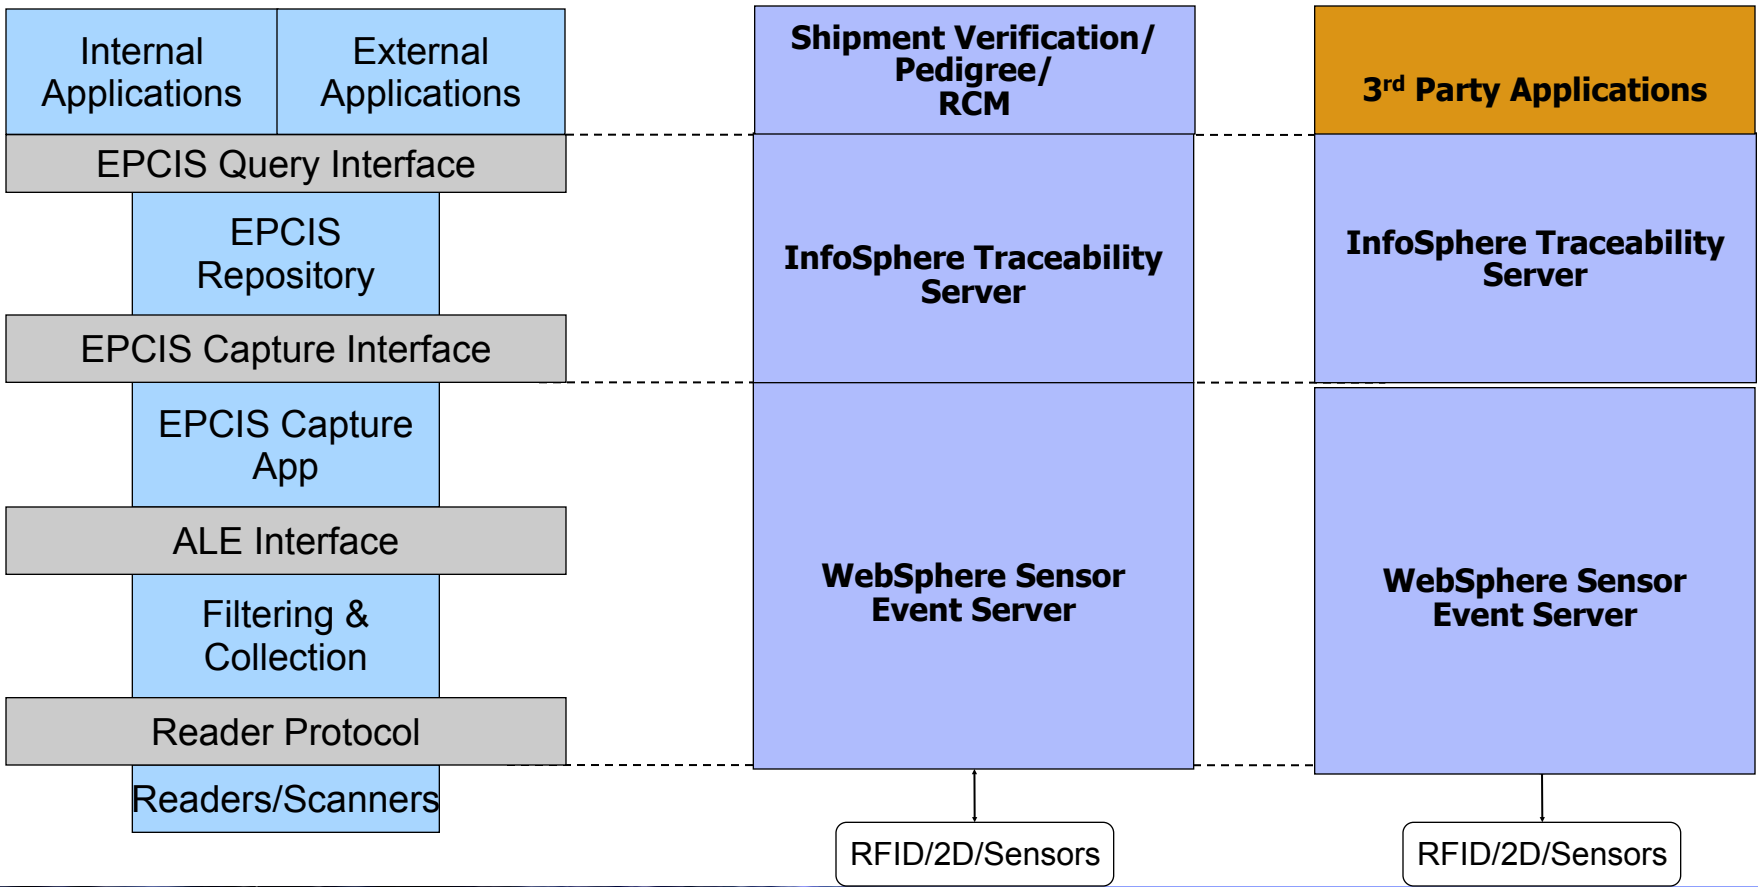 Internal
Applications
External
Applications
EPCIS Query Interface
EPCIS
Repository
EPCIS Capture Interface
EPCIS Capture
App
ALE Interface
Filtering &
Collection
Reader Protocol
Readers/Scanners
Shipment Verification/
Pedigree/
RCM
InfoSphere Traceability
Server
WebSphere Sensor
Event Server
RFID/2D/Sensors
3rd Party Applications
InfoSphere Traceability
Server
WebSphere Sensor
Event Server
RFID/2D/Sensors